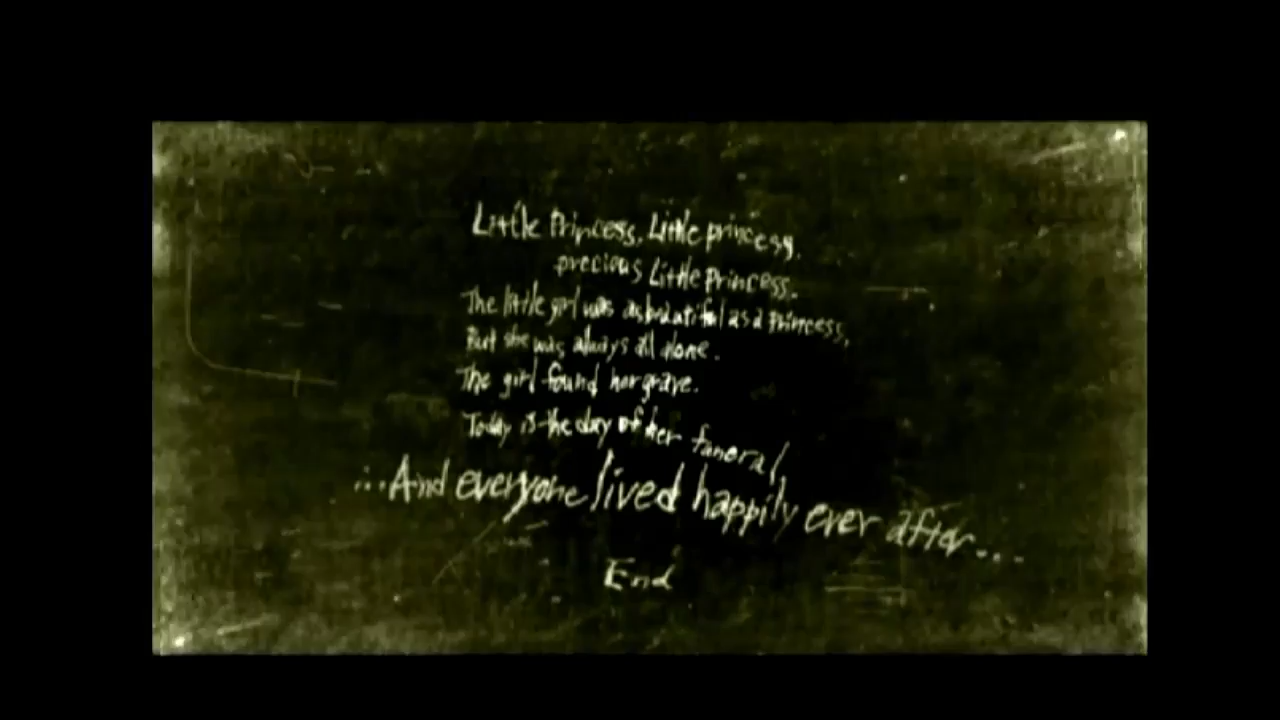 Little Princess, Little princess,
precious Little Princess.
The little girl was as beautiful as a Princess,
But she was always all alone.
The girl found her grave.
Today is the day of her funeral,
...And everyone lived happily ever after...
End